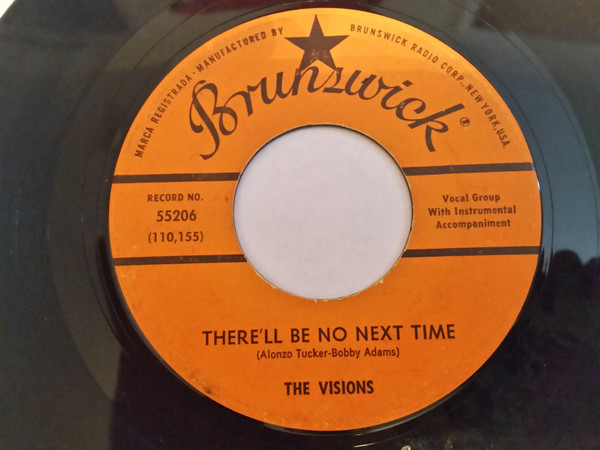 MARCA REGISTRADA · MANUFACTURED BY BRUNSWICK RADIO CORP., NEW YORK, USA
Brunswick®
RECORD NO.
55206
(110,155)
Vocal Group
With Instrumental
Accompaniment
THERE'LL BE NO NEXT TIME
(Alonzo Tucker-Bobby Adams)
THE VISIONS